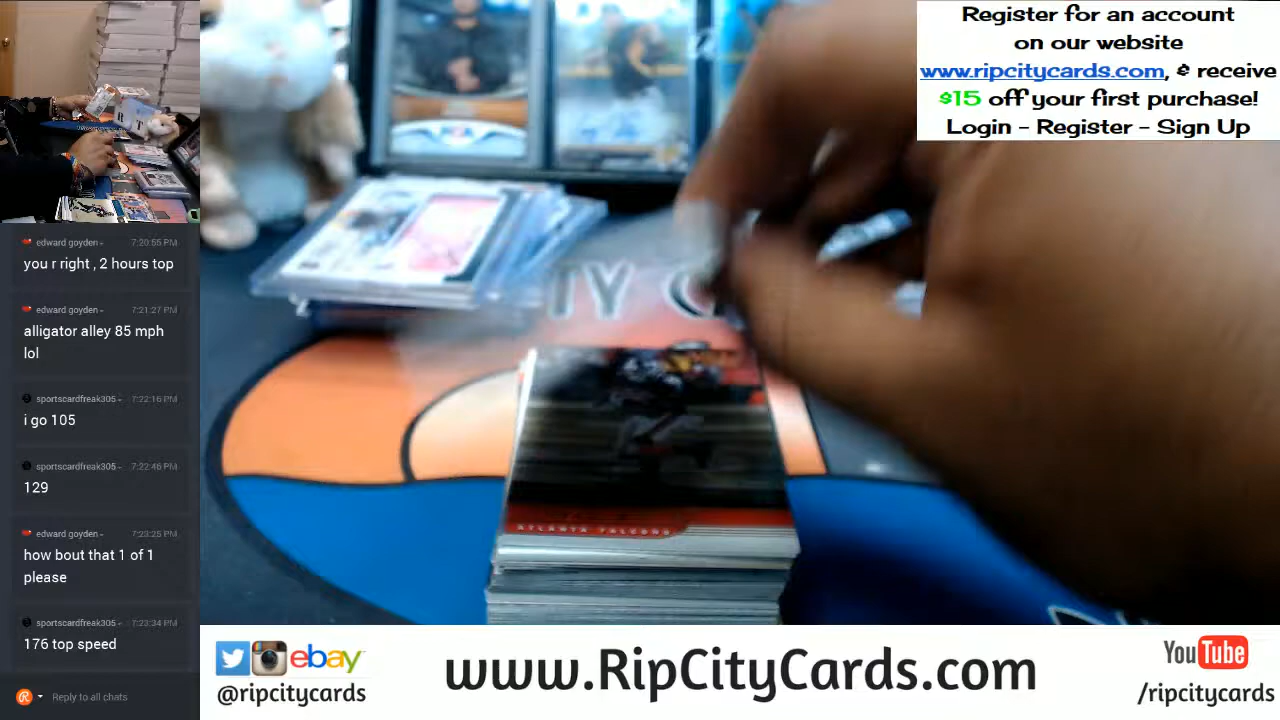 Register for an account
on our website
www.ripcitycards.com, & receive
$15 off your first purchase!
Login - Register - Sign Up
edward goyden 7:20:55 PM
you r right , 2 hours top
edward goyden 7:21:27 PM
alligator alley 85 mph
lol
sportscardfreak305 7:22:16 PM
i go 105
sportscardfreak305 7:22:46 PM
129
edward goyden 7:23:25 PM
how bout that 1 of 1
please
sportscardfreak305 7:23:34 PM
176 top speed
Reply to all chats
ATLANTA FALCONS
ebay
@ripcitycards
www.RipCityCards.com
YouTube
/ripcitycards